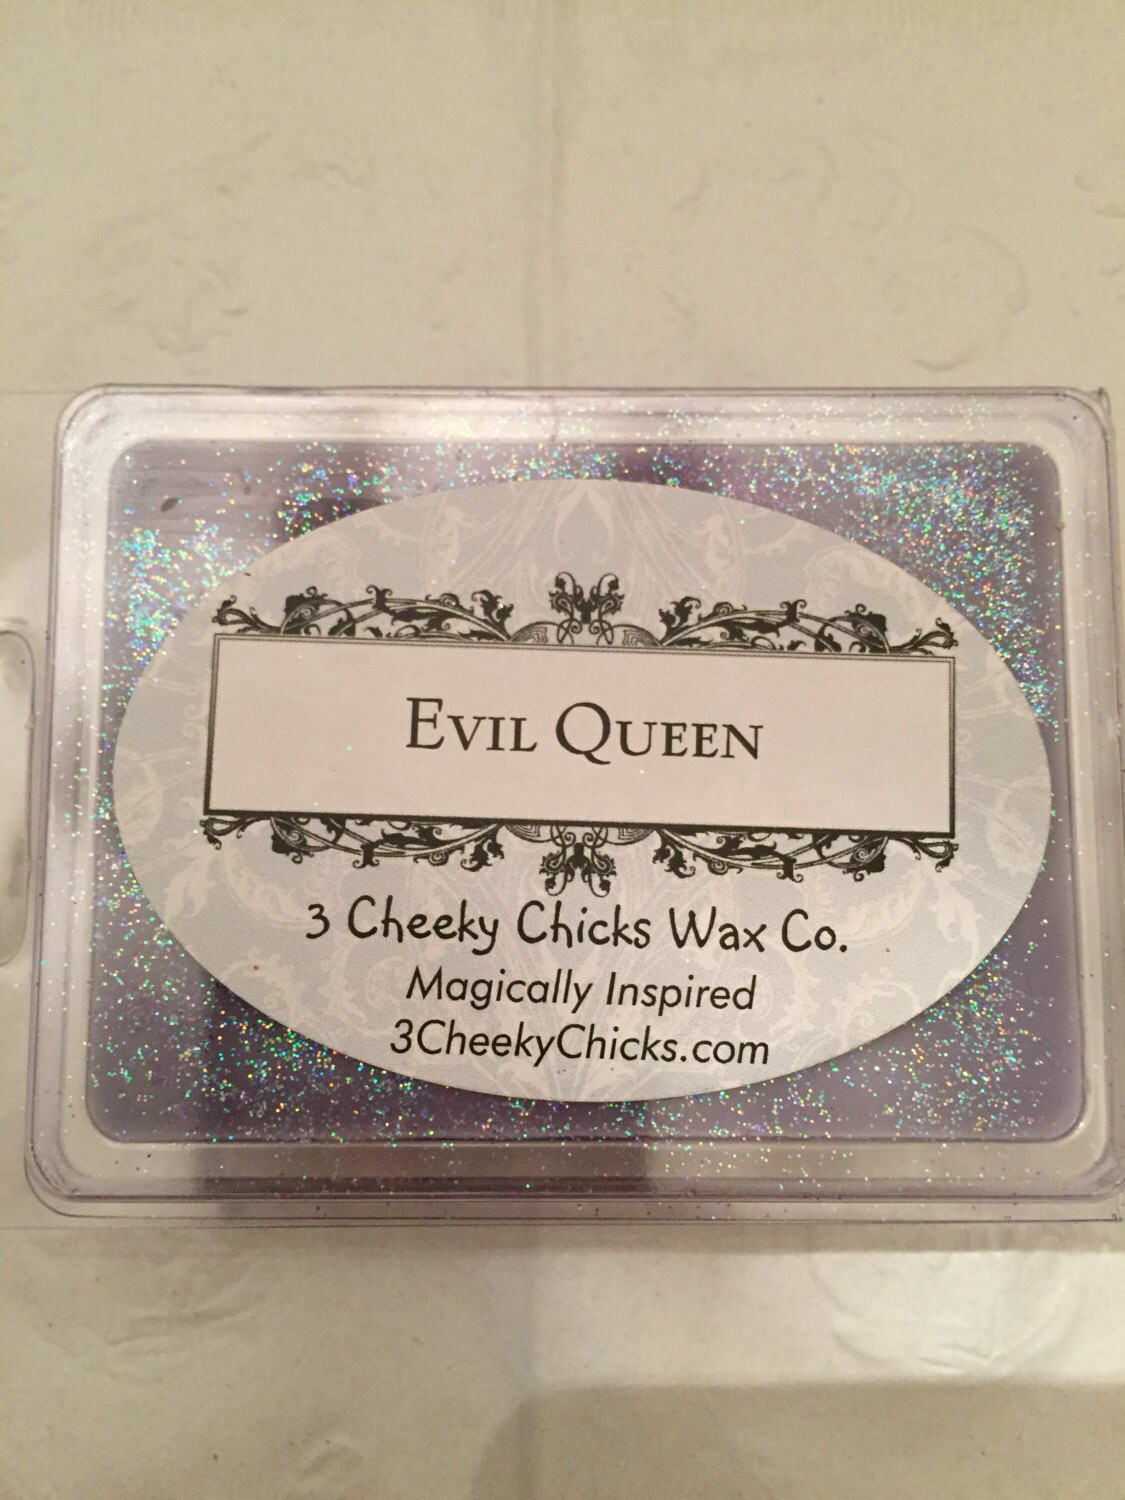 Evil Queen
3 Cheeky Chicks Wax Co.
Magically Inspired
3CheekyChicks.com